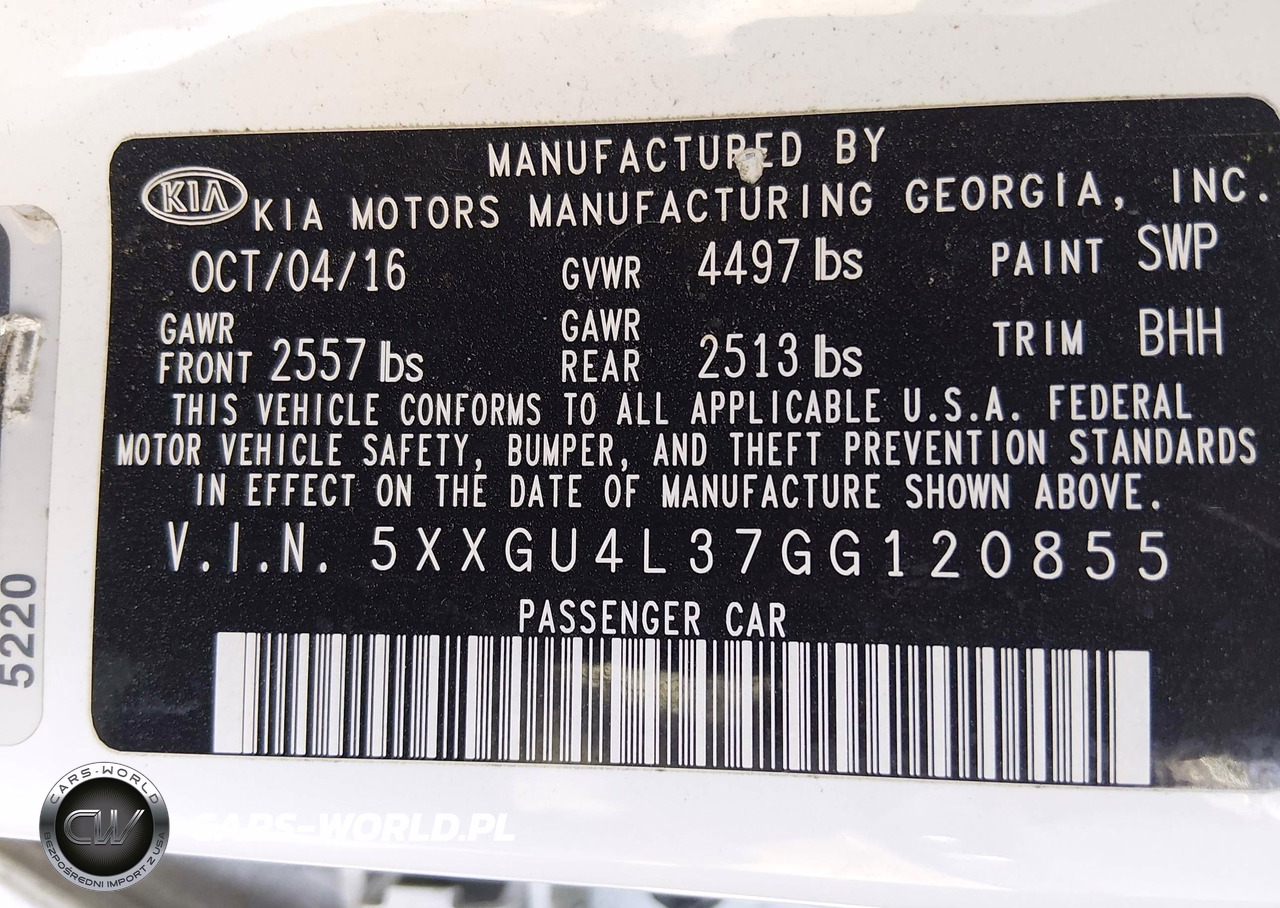 MANUFACTURED BY
KIA
KIA MOTORS MANUFACTURING GEORGIA, INC.
OCT/04/16 GVWR 4497 lbs PAINT SWP
GAWR FRONT 2557 lbs GAWR REAR 2513 lbs TRIM BHH
THIS VEHICLE CONFORMS TO ALL APPLICABLE U.S.A. FEDERAL
MOTOR VEHICLE SAFETY, BUMPER, AND THEFT PREVENTION STANDARDS
IN EFFECT ON THE DATE OF MANUFACTURE SHOWN ABOVE.
V.I.N. 5XXGU4L37GG120855
PASSENGER CAR
5220
CARS-WORLD
CW
BEZPOŚREDNI IMPORT Z USA
CARS-WORLD.PL